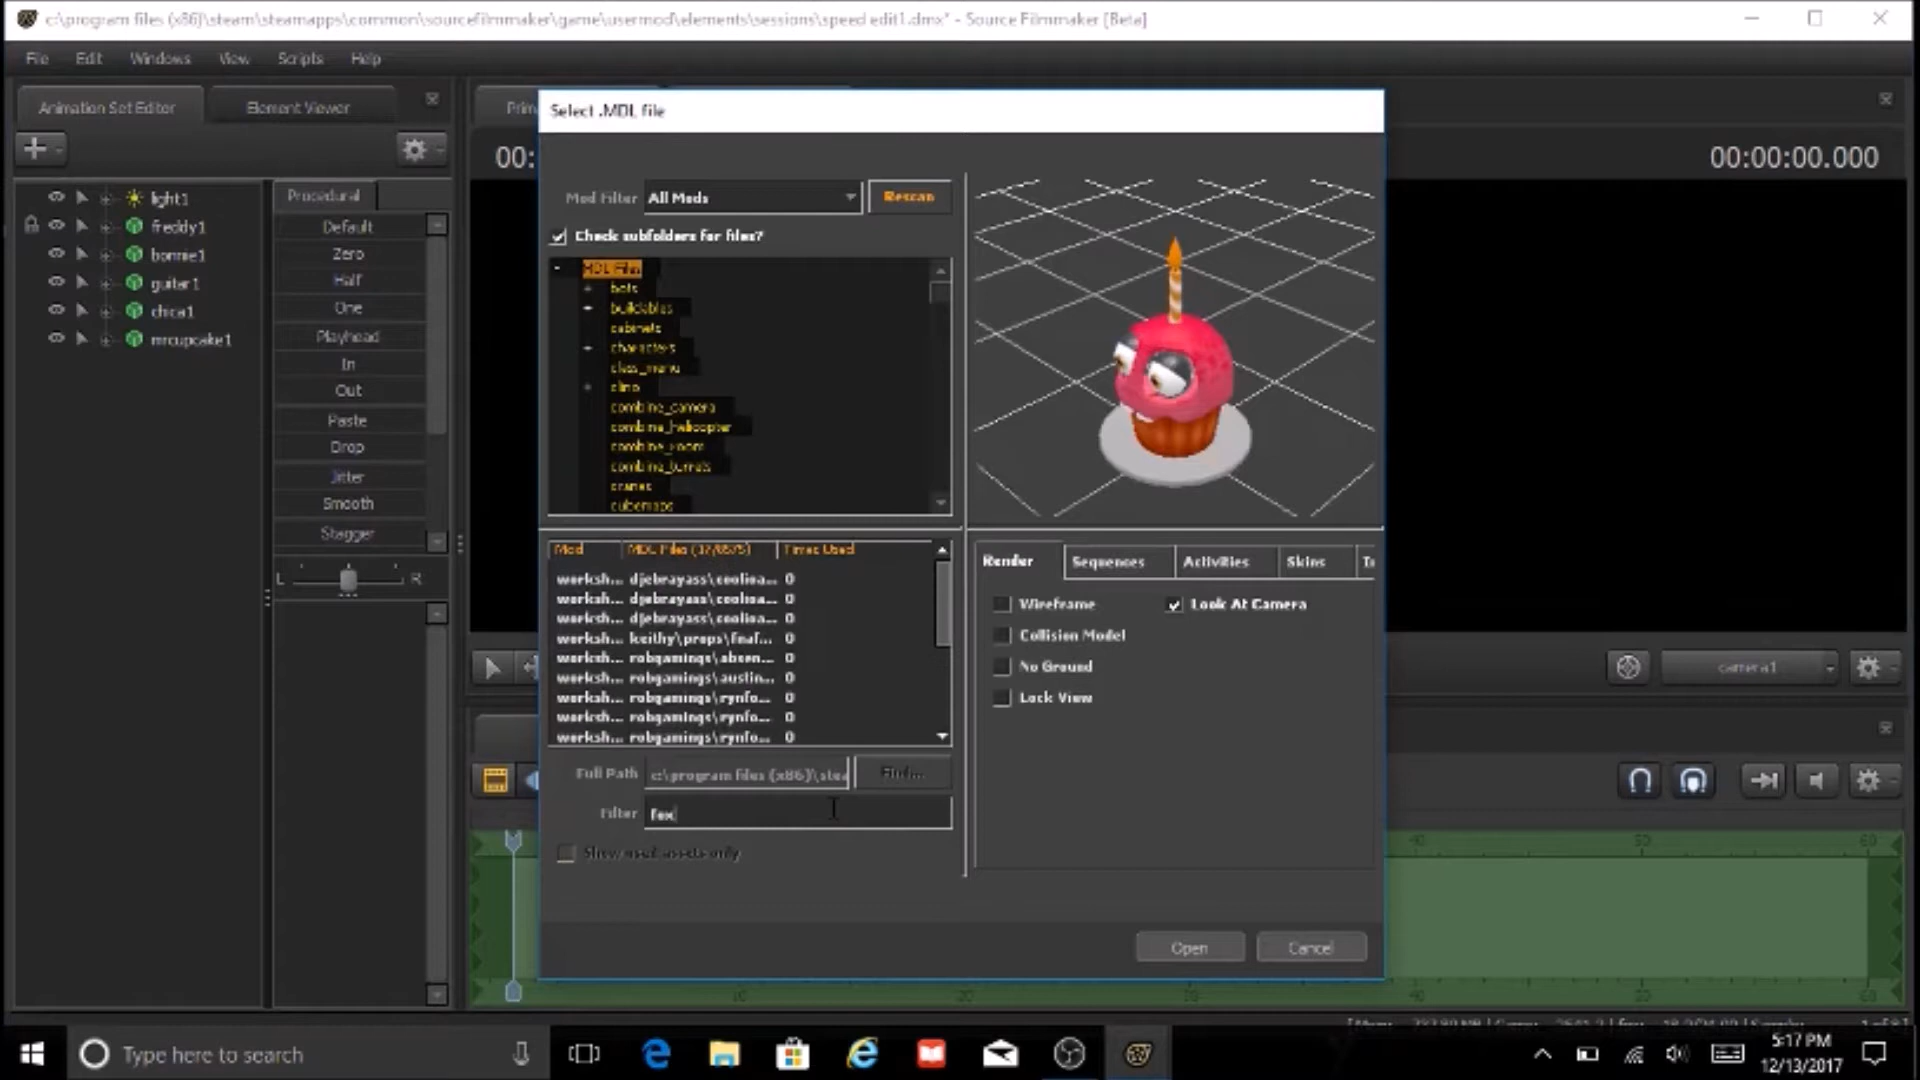 c:\program files (x86)\steam\steamapps\common\sourcefilmmaker\game\usermod\elements\sessions\speed edit1.dmx* - Source Filmmaker [Beta]
File Edit Windows View Scripts Help
Animation Set Editor
Element Viewer
Select .MDL file
00:
00:00:00.000
Mod Filter
All Mods
Rescan
Check subfolders for files?
light1
freddy1
bonnie1
guitar1
chica1
mrcupcake1
Procedural
Default
Zero
Half
One
Playhead
In
Out
Paste
Drop
Jitter
Smooth
Stagger
L
R
MDL Files
bots
buildables
cabinets
characters
class_menu
combine_camera
combine_helicopter
combine_room
combine_turrets
cranes
cubemaps
Mod
MDL Files
Times Used
worksh... djebrayass\coolioa... 0
worksh... djebrayass\coolioa... 0
worksh... djebrayass\coolioa... 0
worksh... keithy\props\fnaf... 0
worksh... robgamings\absen... 0
worksh... robgamings\austin... 0
worksh... robgamings\rynfo... 0
worksh... robgamings\rynfo... 0
worksh... robgamings\rynfo... 0
Full Path
c:\program files (x86)\stea
Find...
Filter
fox
Show used assets only
Render
Sequences
Activities
Skins
Wireframe
Look At Camera
Collision Model
No Ground
Lock View
Open
Cancel
camera1
Type here to search
5:17 PM
12/13/2017